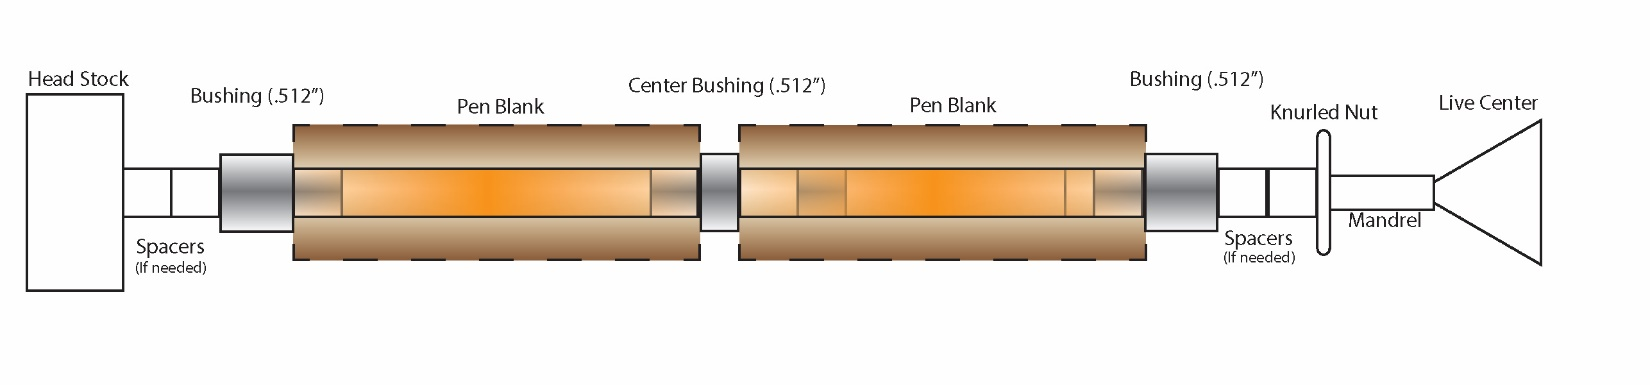 Head Stock
Bushing (.512”)
Pen Blank
Center Bushing (.512”)
Pen Blank
Bushing (.512”)
Knurled Nut
Live Center
Spacers
(If needed)
Spacers
(If needed)
Mandrel